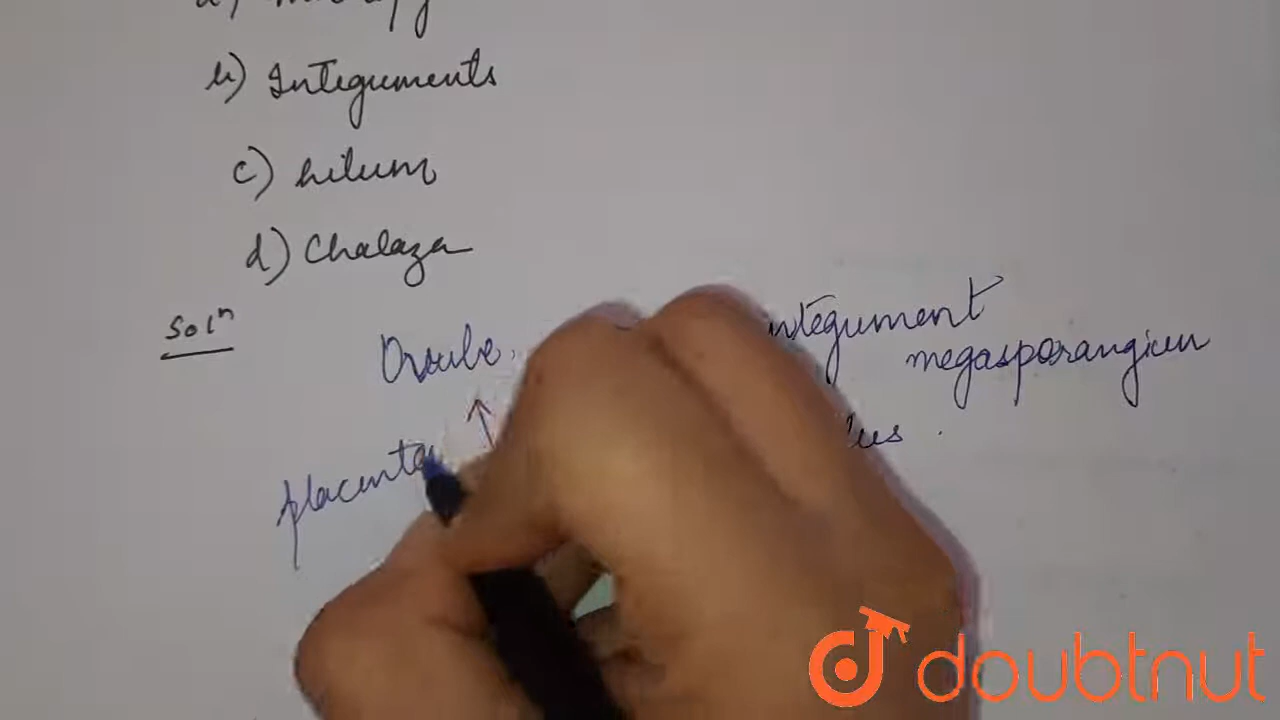 b) Integuments
c) hilum
d) Chalaza
Solⁿ
Ovule.
integument
megasporangium
placenta
doubtnut